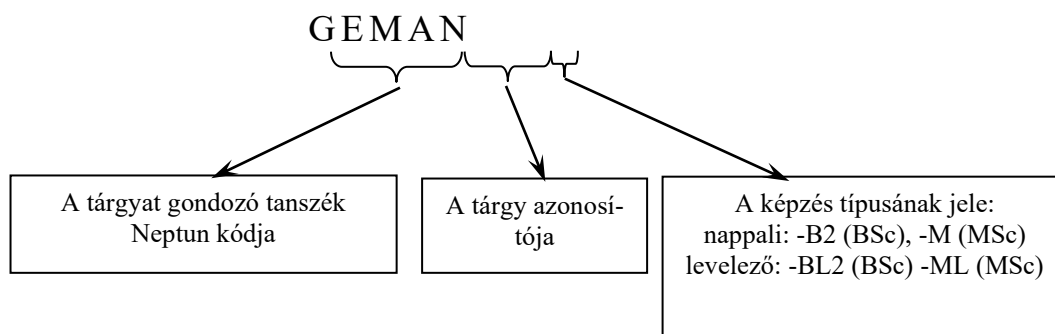 GEMAN
A tárgyat gondozó tanszék
Neptun kódja
A tárgy azonosí-
tója
A képzés típusának jele:
nappali: -B2 (BSc), -M (MSc)
levelező: -BL2 (BSc) -ML (MSc)